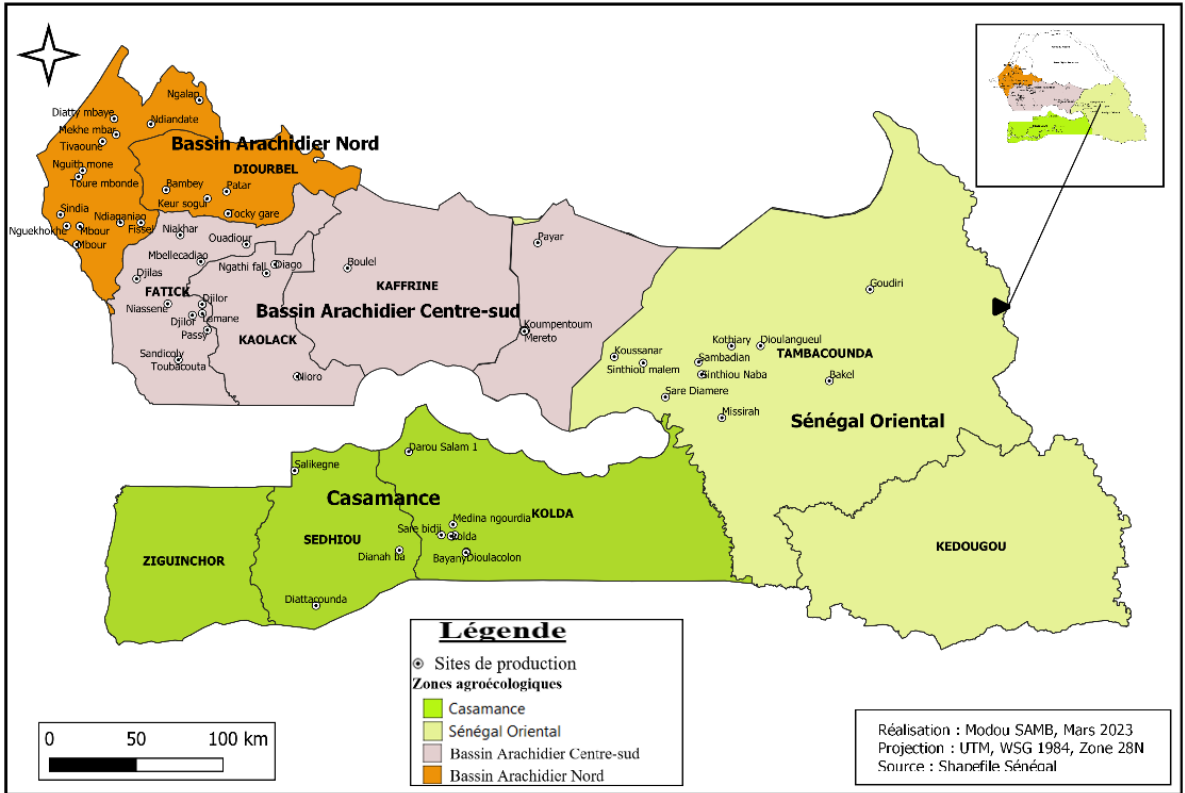 Ngalap
Diatty mbaye
Ndiandate
Mekhe mbar
Tivaoune
Bassin Arachidier Nord
DIOURBEL
Nguith mone
Toure mbonde
Bambey
Patar
Keur sogui
Tocky gare
Sindia
Ndiaganiao
Nguekhokhe
Mbour
Fissel
Mbour
Niakhar
Ouadiour
Payar
Mbellecadiao
Ngathi fall
Diago
Boulel
Djilas
FATICK
KAFFRINE
Goudiri
Niassene
Djilor
Bassin Arachidier Centre-sud
Djilor
Lamane
Passy
KAOLACK
Koumpentoum
Mereto
Kothiary
Dioulangueul
Sandicoly
Toubacouta
Koussanar
Sinthiou malem
Sambadian
TAMBACOUNDA
Nioro
Sinthiou Naba
Bakel
Sare Diamere
Missirah
Sénégal Oriental
Darou Salam 1
Salikegne
Casamance
Medina ngourdia
KOLDA
Sare bidji
Kolda
SEDHIOU
Dianah ba
Bayany
Dioulacolon
ZIGUINCHOR
KEDOUGOU
Diattacounda
Légende
Sites de production
Zones agroécologiques
Casamance
Sénégal Oriental
Bassin Arachidier Centre-sud
Bassin Arachidier Nord
0 50 100 km
Réalisation : Modou SAMB, Mars 2023
Projection : UTM, WSG 1984, Zone 28N
Source : Shapefile Sénégal